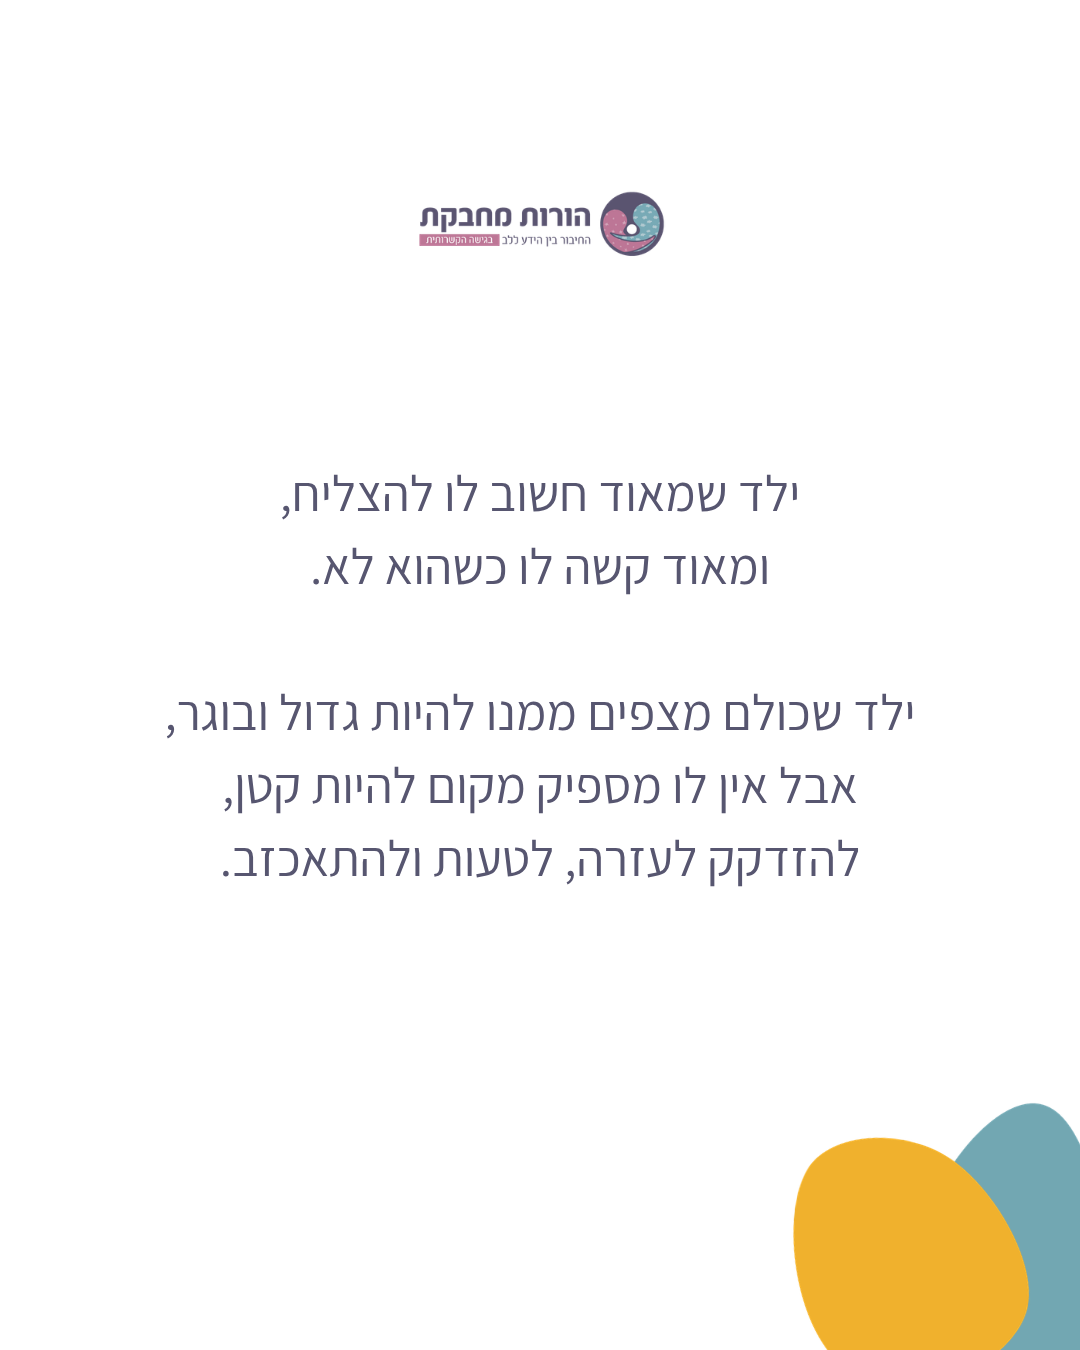 הורות מחבקת
החיבור בין הידע ללב בגישה הקשרותית
ילד שמאוד חשוב לו להצליח,
ומאוד קשה לו כשהוא לא.
ילד שכולם מצפים ממנו להיות גדול ובוגר,
אבל אין לו מספיק מקום להיות קטן,
להזדקק לעזרה, לטעות ולהתאכזב.